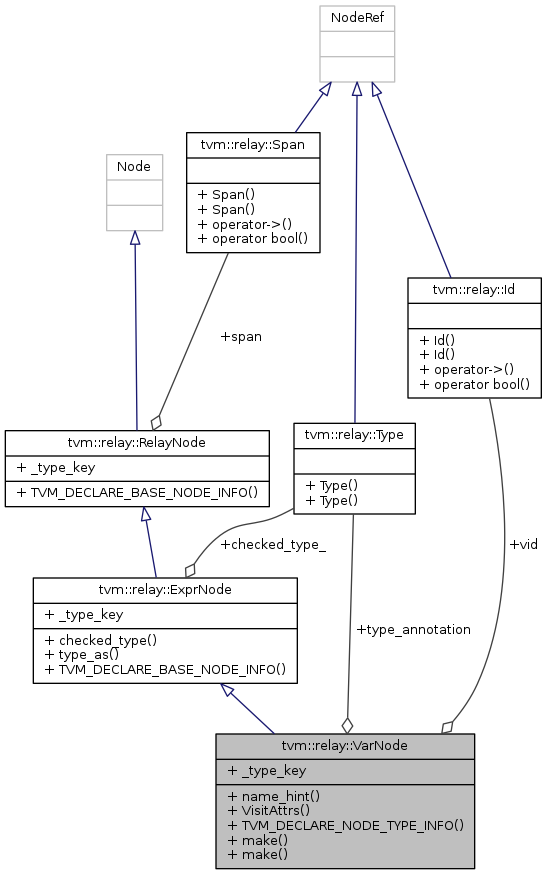 NodeRef
tvm::relay::Span
+ Span()
+ Span()
+ operator->()
+ operator bool()
Node
tvm::relay::Id
+ Id()
+ Id()
+ operator->()
+ operator bool()
+span
tvm::relay::RelayNode
+ _type_key
+ TVM_DECLARE_BASE_NODE_INFO()
tvm::relay::Type
+ Type()
+ Type()
+checked_type_
+vid
tvm::relay::ExprNode
+ _type_key
+ checked_type()
+ type_as()
+ TVM_DECLARE_BASE_NODE_INFO()
+type_annotation
tvm::relay::VarNode
+ _type_key
+ name_hint()
+ VisitAttrs()
+ TVM_DECLARE_NODE_TYPE_INFO()
+ make()
+ make()